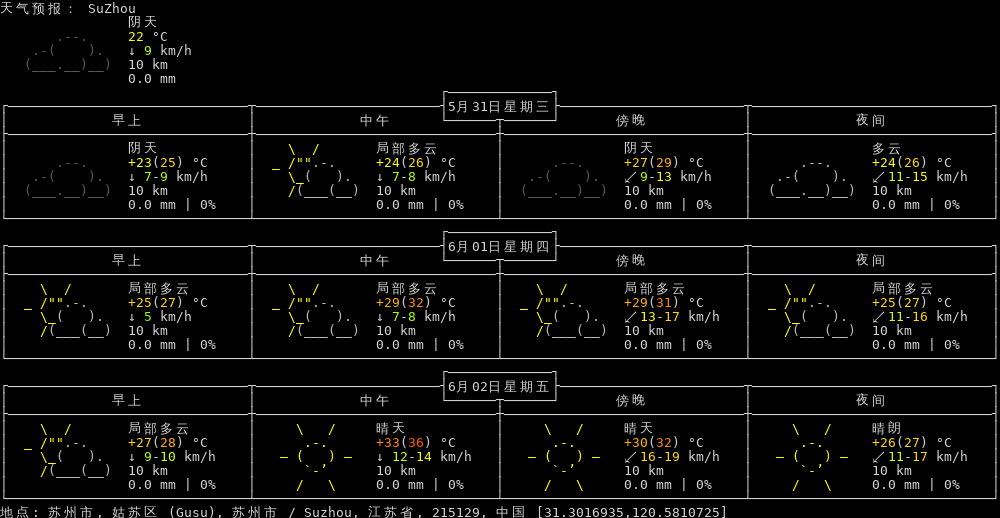 天气预报: SuZhou
阴天
22 °C
↓ 9 km/h
10 km
0.0 mm
5月31日星期三
早上 中午 傍晚 夜间
阴天 局部多云 阴天 多云
+23(25) °C +24(26) °C +27(29) °C +24(26) °C
↓ 7-9 km/h ↓ 7-8 km/h ↙ 9-13 km/h ↙ 11-15 km/h
10 km 10 km 10 km 10 km
0.0 mm | 0% 0.0 mm | 0% 0.0 mm | 0% 0.0 mm | 0%
6月01日星期四
早上 中午 傍晚 夜间
局部多云 局部多云 局部多云 局部多云
+25(27) °C +29(32) °C +29(31) °C +25(27) °C
↓ 5 km/h ↓ 7-8 km/h ↙ 13-17 km/h ↙ 11-16 km/h
10 km 10 km 10 km 10 km
0.0 mm | 0% 0.0 mm | 0% 0.0 mm | 0% 0.0 mm | 0%
6月02日星期五
早上 中午 傍晚 夜间
局部多云 晴天 晴天 晴朗
+27(28) °C +33(36) °C +30(32) °C +26(27) °C
↓ 9-10 km/h ↓ 12-14 km/h ↙ 16-19 km/h ↙ 11-17 km/h
10 km 10 km 10 km 10 km
0.0 mm | 0% 0.0 mm | 0% 0.0 mm | 0% 0.0 mm | 0%
地点: 苏州市, 姑苏区 (Gusu), 苏州市 / Suzhou, 江苏省, 215129, 中国 [31.3016935,120.5810725]